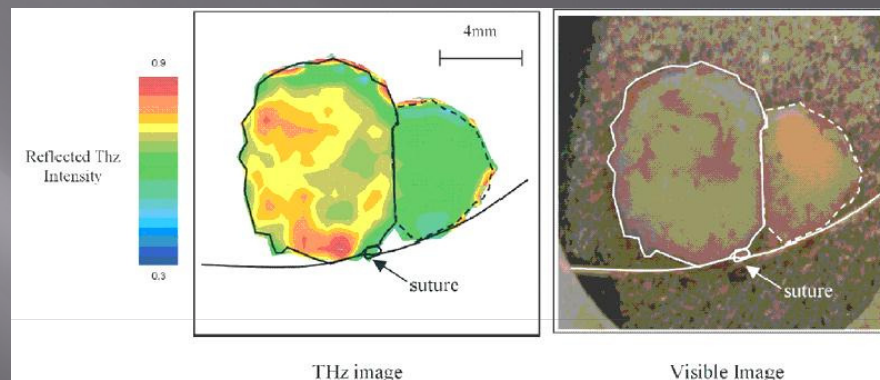 0.9
4mm
Reflected Thz
Intensity
0.3
suture
suture
THz image
Visible Image